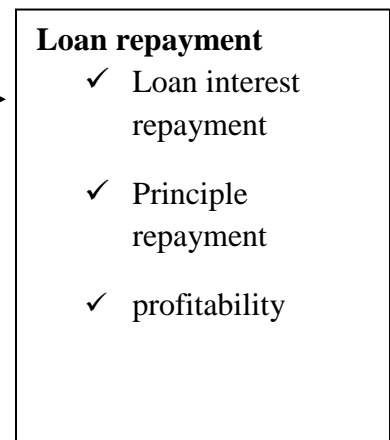 Loan repayment
✓ Loan interest
repayment
✓ Principle
repayment
✓ profitability